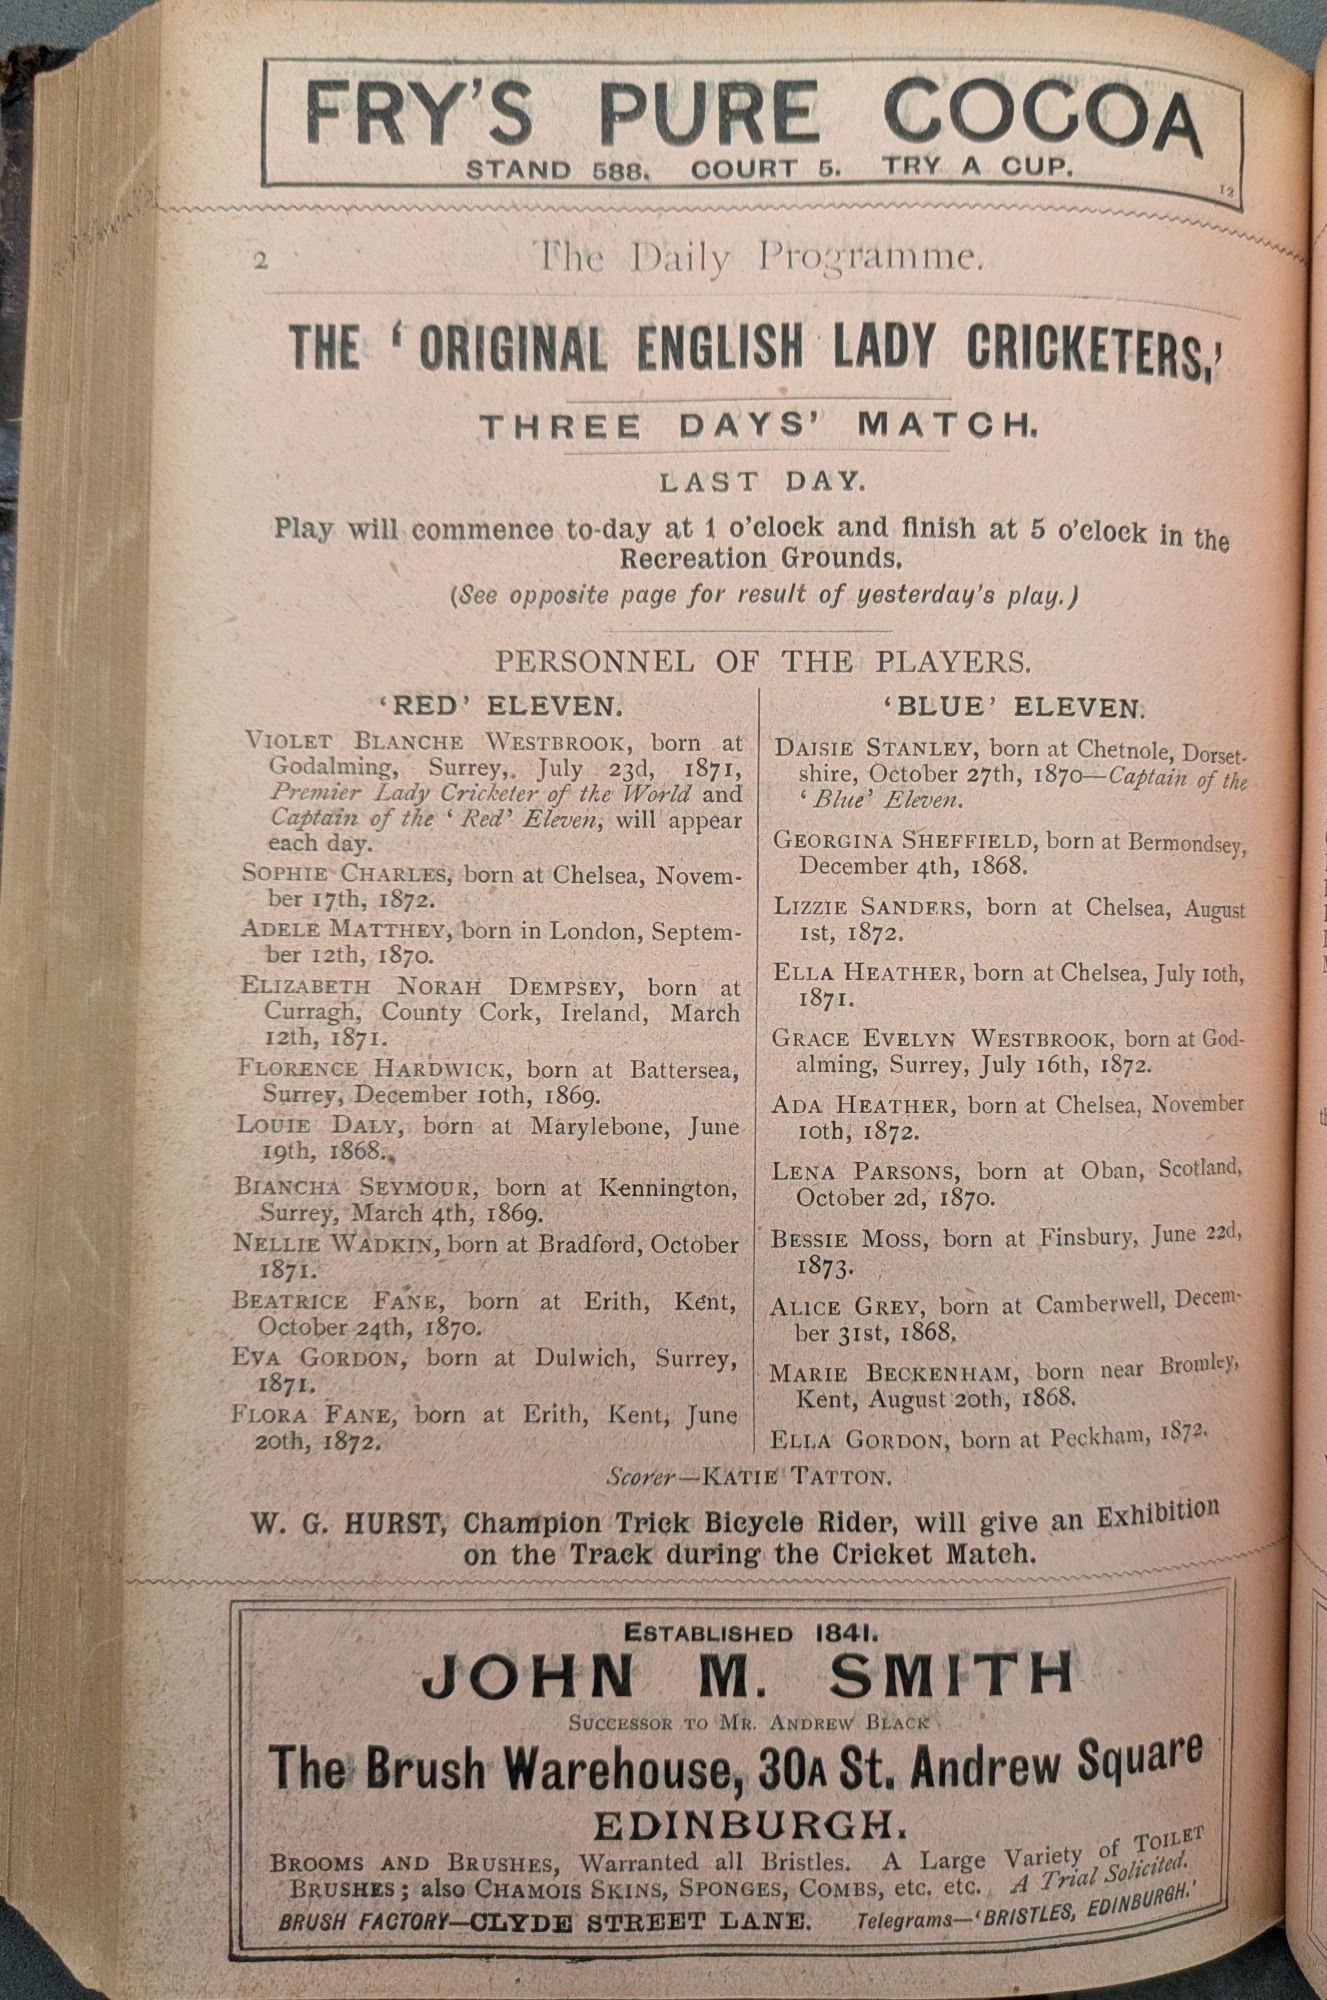 FRY'S PURE COCOA
STAND 588. COURT 5. TRY A CUP.
12
2 The Daily Programme.
THE 'ORIGINAL ENGLISH LADY CRICKETERS,'
THREE DAYS' MATCH.
LAST DAY.
Play will commence to-day at 1 o'clock and finish at 5 o'clock in the
Recreation Grounds.
(See opposite page for result of yesterday's play.)
PERSONNEL OF THE PLAYERS.
'RED' ELEVEN.
VIOLET BLANCHE WESTBROOK, born at
Godalming, Surrey,. July 23d, 1871,
Premier Lady Cricketer of the World and
Captain of the 'Red' Eleven, will appear
each day.
SOPHIE CHARLES, born at Chelsea, Novem-
ber 17th, 1872.
ADELE MATTHEY, born in London, Septem-
ber 12th, 1870.
ELIZABETH NORAH DEMPSEY, born at
Curragh, County Cork, Ireland, March
12th, 1871.
FLORENCE HARDWICK, born at Battersea,
Surrey, December 10th, 1869.
LOUIE DALY, born at Marylebone, June
19th, 1868.
BIANCHA SEYMOUR, born at Kennington,
Surrey, March 4th, 1869.
NELLIE WADKIN, born at Bradford, October
1871.
BEATRICE FANE, born at Erith, Kent,
October 24th, 1870.
EVA GORDON, born at Dulwich, Surrey,
1871.
FLORA FANE, born at Erith, Kent, June
20th, 1872.
'BLUE' ELEVEN.
DAISIE STANLEY, born at Chetnole, Dorset-
shire, October 27th, 1870—Captain of the
'Blue' Eleven.
GEORGINA SHEFFIELD, born at Bermondsey,
December 4th, 1868.
LIZZIE SANDERS, born at Chelsea, August
1st, 1872.
ELLA HEATHER, born at Chelsea, July 10th,
1871.
GRACE EVELYN WESTBROOK, born at God-
alming, Surrey, July 16th, 1872.
ADA HEATHER, born at Chelsea, November
10th, 1872.
LENA PARSONS, born at Oban, Scotland,
October 2d, 1870.
BESSIE MOSS, born at Finsbury, June 22d,
1873.
ALICE GREY, born at Camberwell, Decem-
ber 31st, 1868.
MARIE BECKENHAM, born near Bromley,
Kent, August 20th, 1868.
ELLA GORDON, born at Peckham, 1872.
Scorer—KATIE TATTON.
W. G. HURST, Champion Trick Bicycle Rider, will give an Exhibition
on the Track during the Cricket Match.
ESTABLISHED 1841.
JOHN M. SMITH
SUCCESSOR TO MR. ANDREW BLACK
The Brush Warehouse, 30A St. Andrew Square
EDINBURGH.
BROOMS AND BRUSHES, Warranted all Bristles. A Large Variety of TOILET
BRUSHES; also CHAMOIS SKINS, SPONGES, COMBS, etc. etc. A Trial Solicited.
BRUSH FACTORY—CLYDE STREET LANE. Telegrams—'BRISTLES, EDINBURGH.'